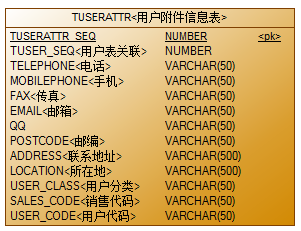 TUSERATTR<用户附件信息表>
TUSERATTR_SEQ NUMBER <pk>
TUSER_SEQ<用户表关联> NUMBER
TELEPHONE<电话> VARCHAR(50)
MOBILEPHONE<手机> VARCHAR(50)
FAX<传真> VARCHAR(50)
EMAIL<邮箱> VARCHAR(50)
QQ VARCHAR(50)
POSTCODE<邮编> VARCHAR(50)
ADDRESS<联系地址> VARCHAR(500)
LOCATION<所在地> VARCHAR(500)
USER_CLASS<用户分类> VARCHAR(50)
SALES_CODE<销售代码> VARCHAR(50)
USER_CODE<用户代码> VARCHAR(50)